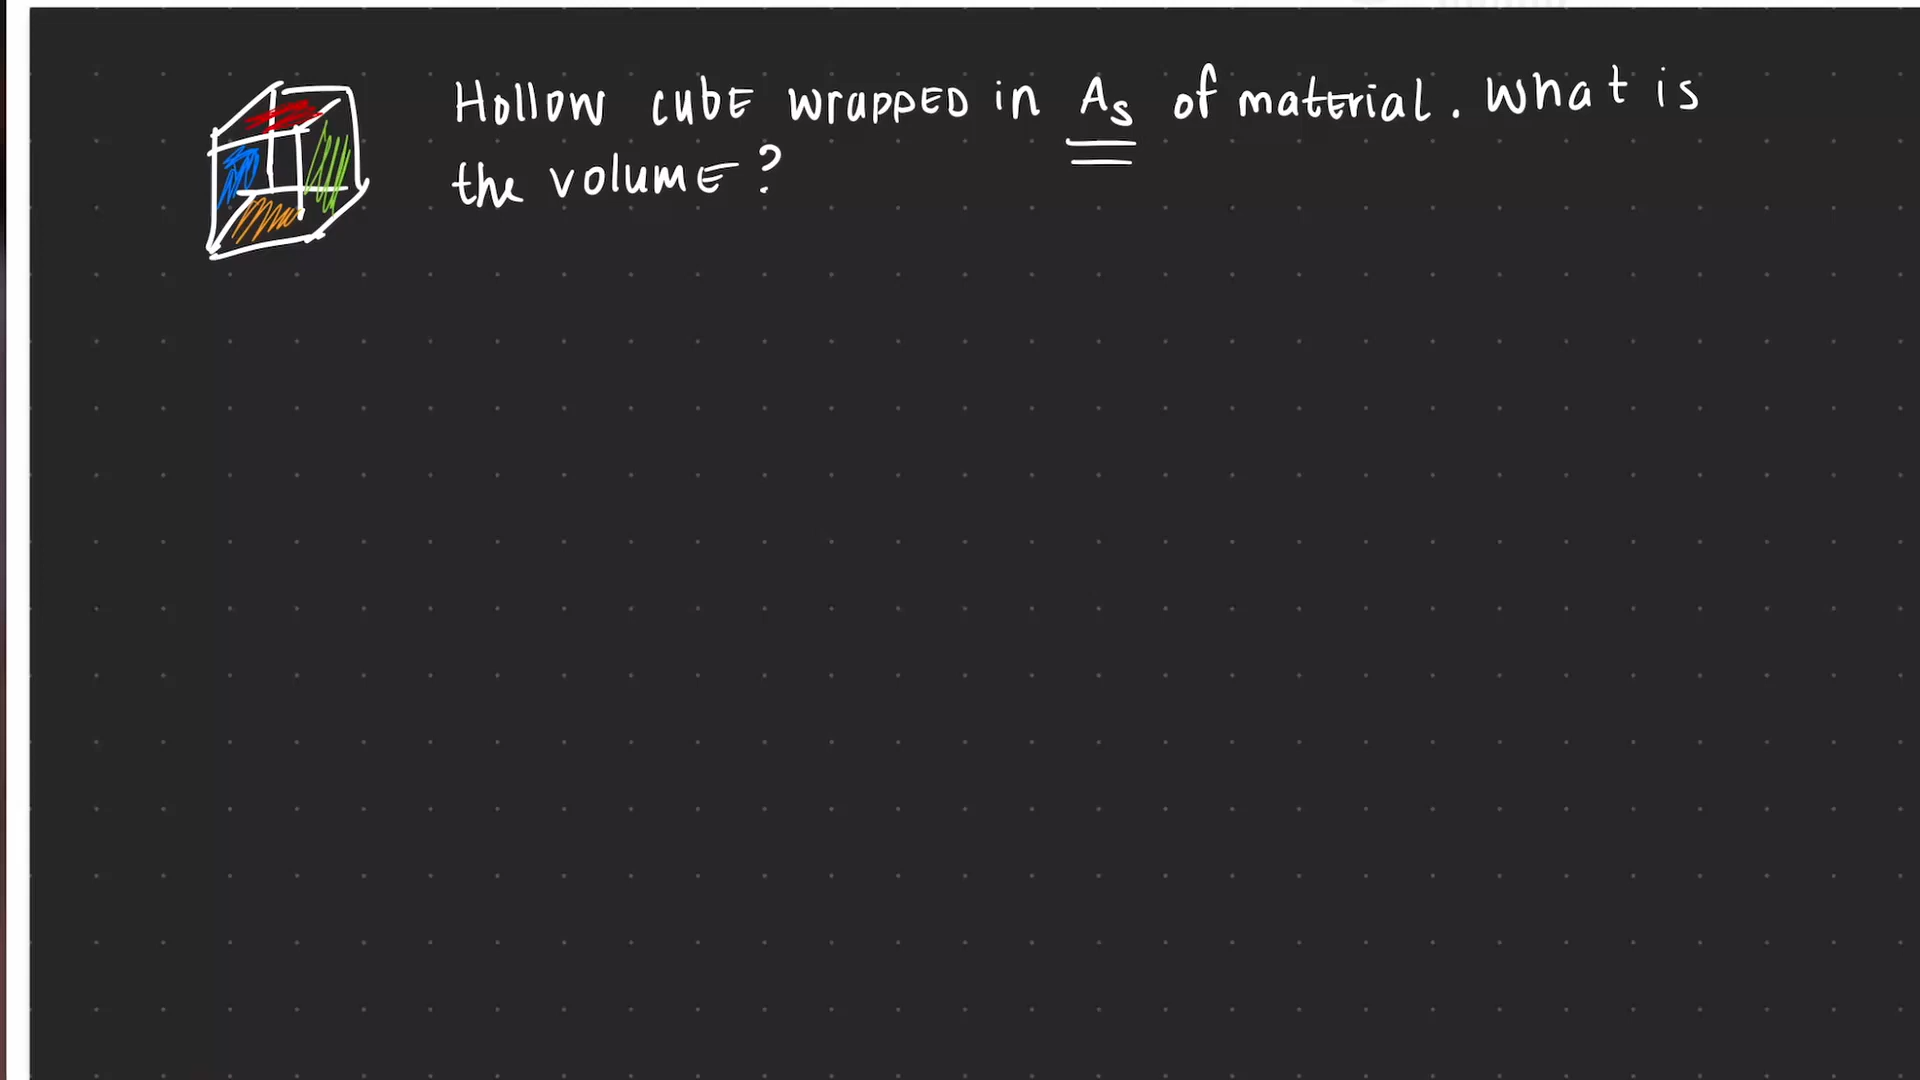 Hollow cube wrapped in As of material. What is
the volume?